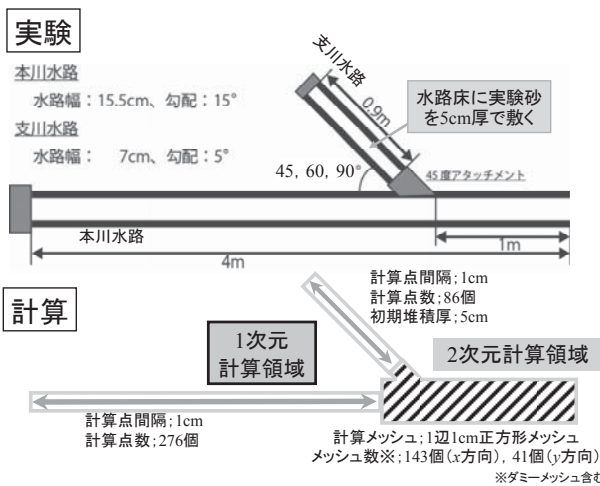 実験
本川水路
水路幅：15.5cm、勾配：15°
支川水路
水路幅： 7cm、勾配：5°
支川水路
0.9m
水路床に実験砂
を5cm厚で敷く
45, 60, 90°
45度アタッチメント
本川水路
1m
4m
計算
計算点間隔;1cm
計算点数;86個
初期堆積厚;5cm
1次元
計算領域
2次元計算領域
計算点間隔;1cm
計算点数;276個
計算メッシュ;1辺1cm正方形メッシュ
メッシュ数※;143個(x方向), 41個(y方向)
※ダミーメッシュ含む